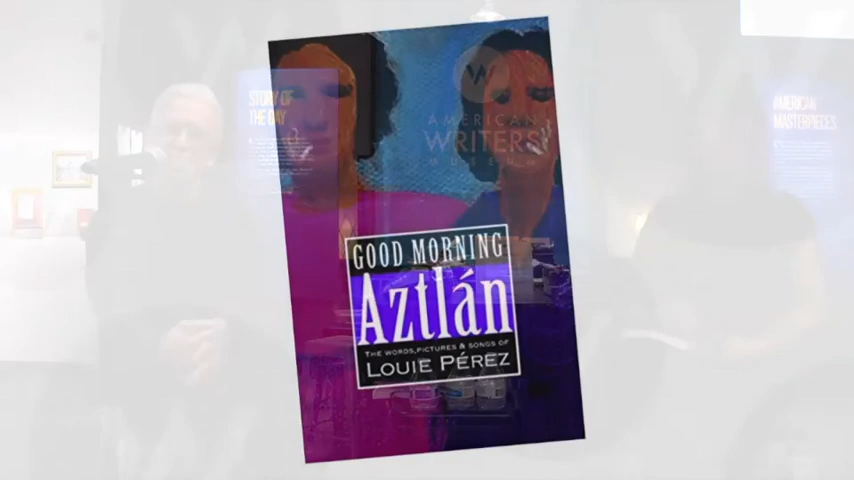 STORY OF
THE DAY
AMERICAN
MASTERPIECES
W
AMERICAN
WRITERS
MUSEUM
GOOD MORNING
Aztlán
THE WORDS, PICTURES & SONGS OF
LOUIE PÉREZ